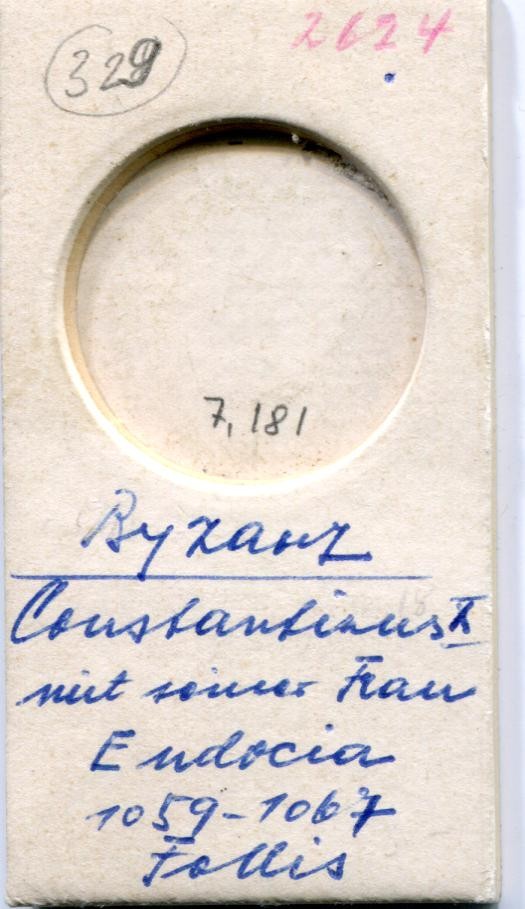 2624
329
7,181
Byzanz
Constantinus X
mit seiner Frau
Eudocia
1059-1067
Follis